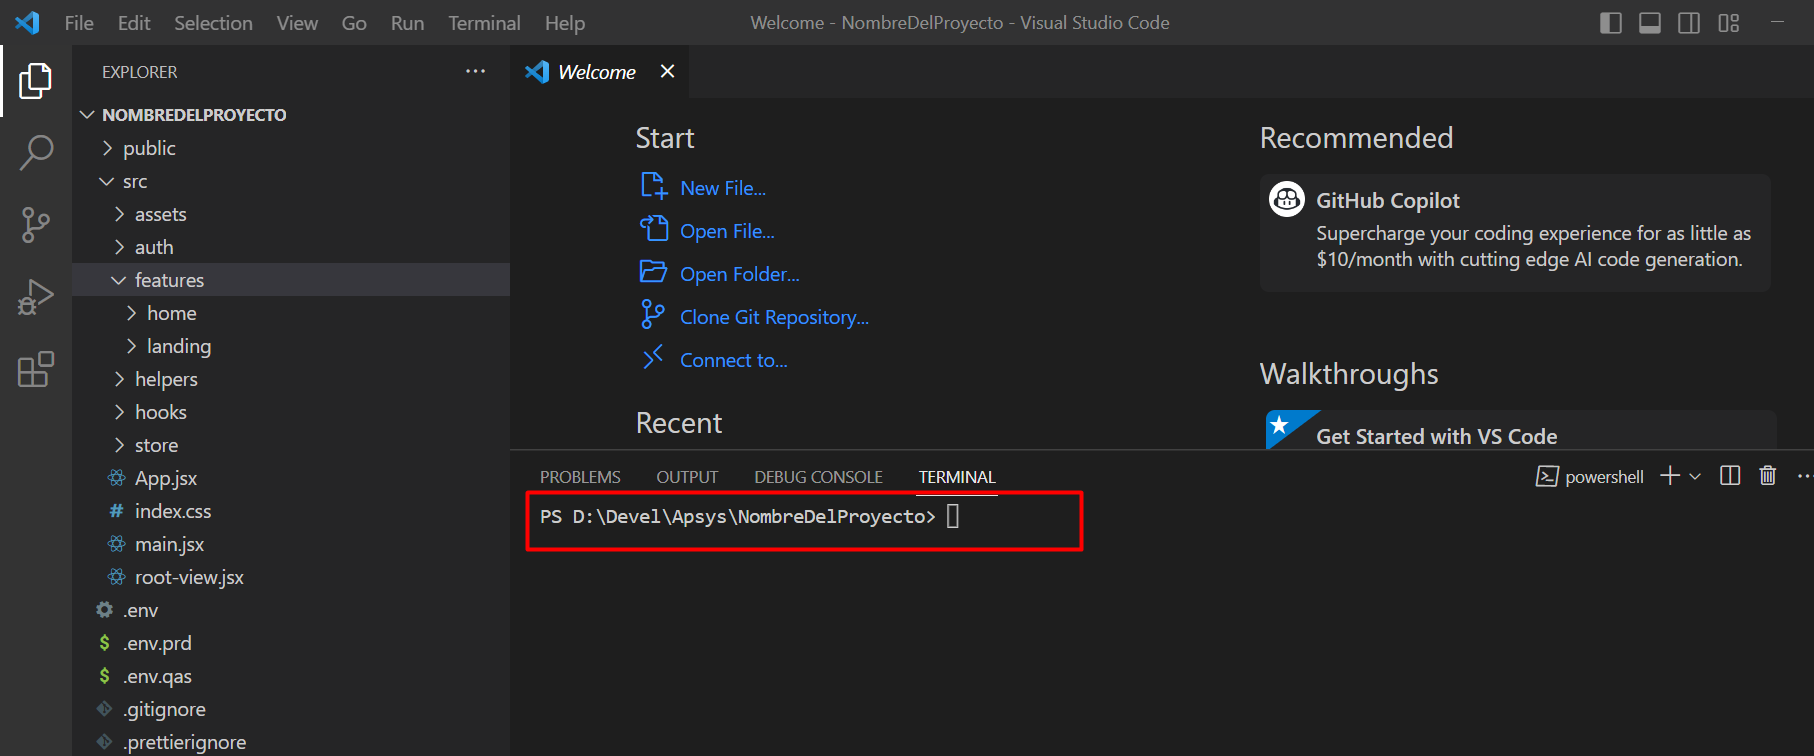 File Edit Selection View Go Run Terminal Help
Welcome - NombreDelProyecto - Visual Studio Code
EXPLORER
NOMBREDELPROYECTO
public
src
assets
auth
features
home
landing
helpers
hooks
store
App.jsx
index.css
main.jsx
root-view.jsx
.env
.env.prd
.env.qas
.gitignore
.prettierignore
Welcome
Start
New File...
Open File...
Open Folder...
Clone Git Repository...
Connect to...
Recent
Recommended
GitHub Copilot
Supercharge your coding experience for as little as
$10/month with cutting edge AI code generation.
Walkthroughs
Get Started with VS Code
PROBLEMS OUTPUT DEBUG CONSOLE TERMINAL
powershell
PS D:\Devel\Apsys\NombreDelProyecto>